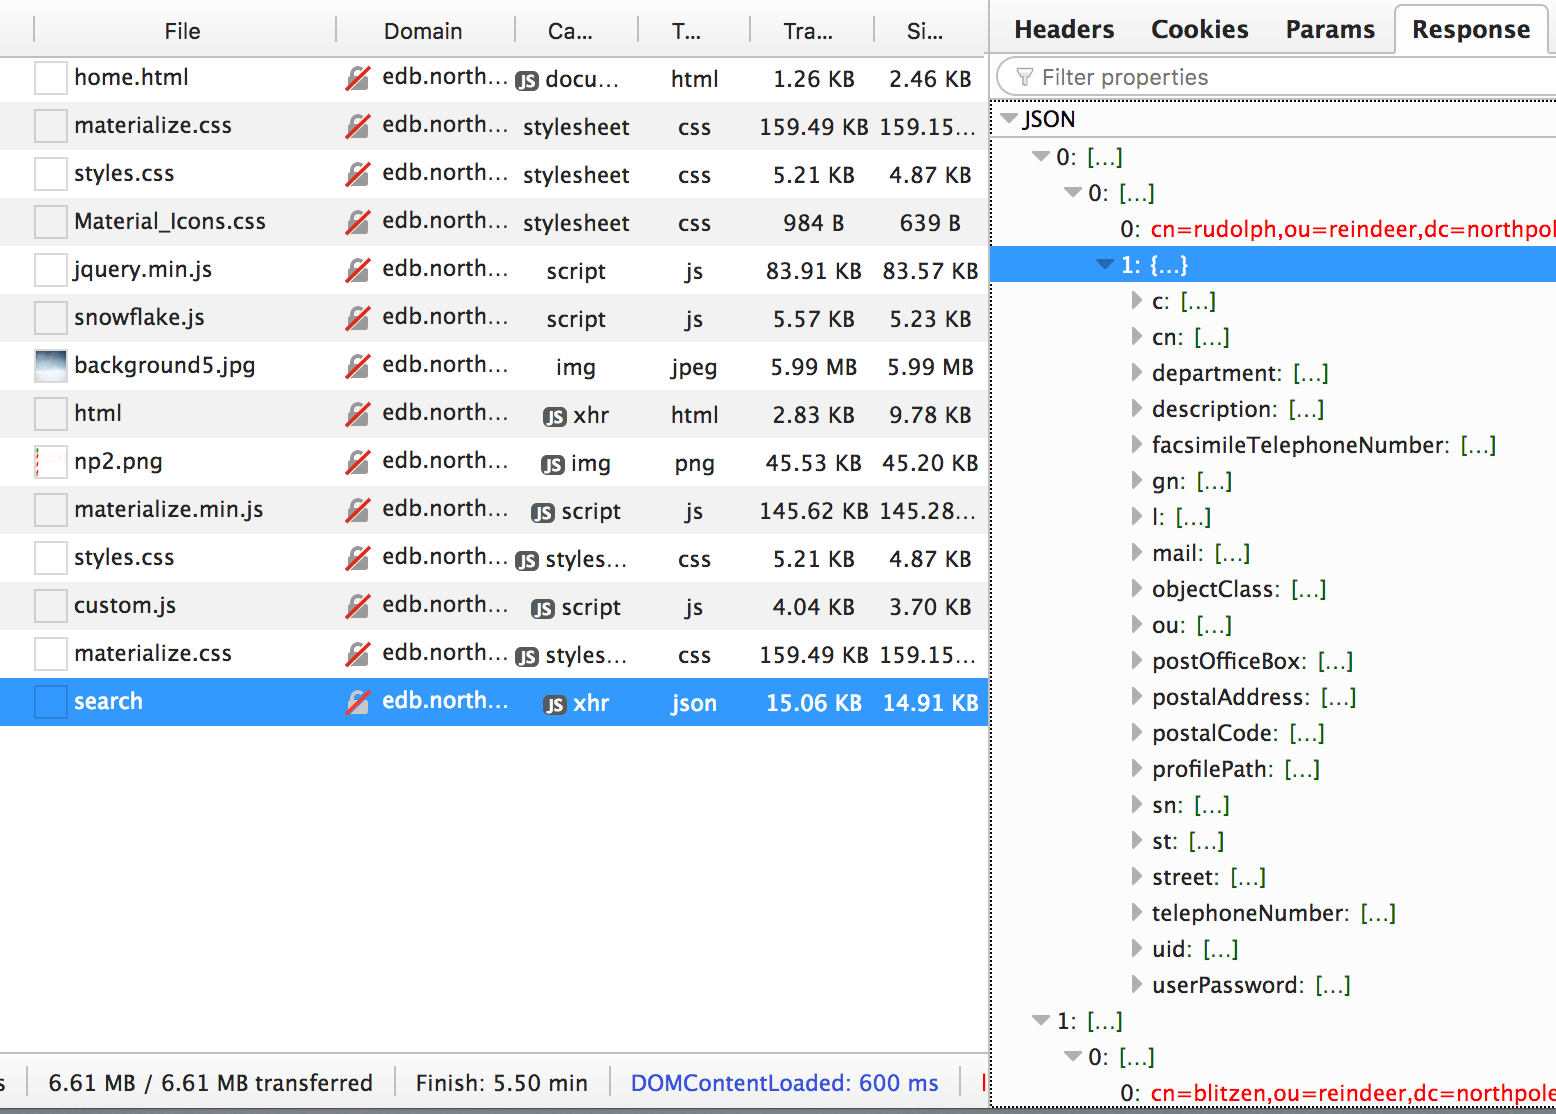 File Domain Ca... T... Tra... Si...
home.html edb.north... JS docu... html 1.26 KB 2.46 KB
materialize.css edb.north... stylesheet css 159.49 KB 159.15...
styles.css edb.north... stylesheet css 5.21 KB 4.87 KB
Material_Icons.css edb.north... stylesheet css 984 B 639 B
jquery.min.js edb.north... script js 83.91 KB 83.57 KB
snowflake.js edb.north... script js 5.57 KB 5.23 KB
background5.jpg edb.north... img jpeg 5.99 MB 5.99 MB
html edb.north... JS xhr html 2.83 KB 9.78 KB
np2.png edb.north... JS img png 45.53 KB 45.20 KB
materialize.min.js edb.north... JS script js 145.62 KB 145.28...
styles.css edb.north... JS styles... css 5.21 KB 4.87 KB
custom.js edb.north... JS script js 4.04 KB 3.70 KB
materialize.css edb.north... JS styles... css 159.49 KB 159.15...
search edb.north... JS xhr json 15.06 KB 14.91 KB
s 6.61 MB / 6.61 MB transferred Finish: 5.50 min DOMContentLoaded: 600 ms
Headers Cookies Params Response
Filter properties
JSON
0: [...]
0: [...]
0: cn=rudolph,ou=reindeer,dc=northpole
1: {...}
c: [...]
cn: [...]
department: [...]
description: [...]
facsimileTelephoneNumber: [...]
gn: [...]
l: [...]
mail: [...]
objectClass: [...]
ou: [...]
postOfficeBox: [...]
postalAddress: [...]
postalCode: [...]
profilePath: [...]
sn: [...]
st: [...]
street: [...]
telephoneNumber: [...]
uid: [...]
userPassword: [...]
1: [...]
0: [...]
0: cn=blitzen,ou=reindeer,dc=northpole